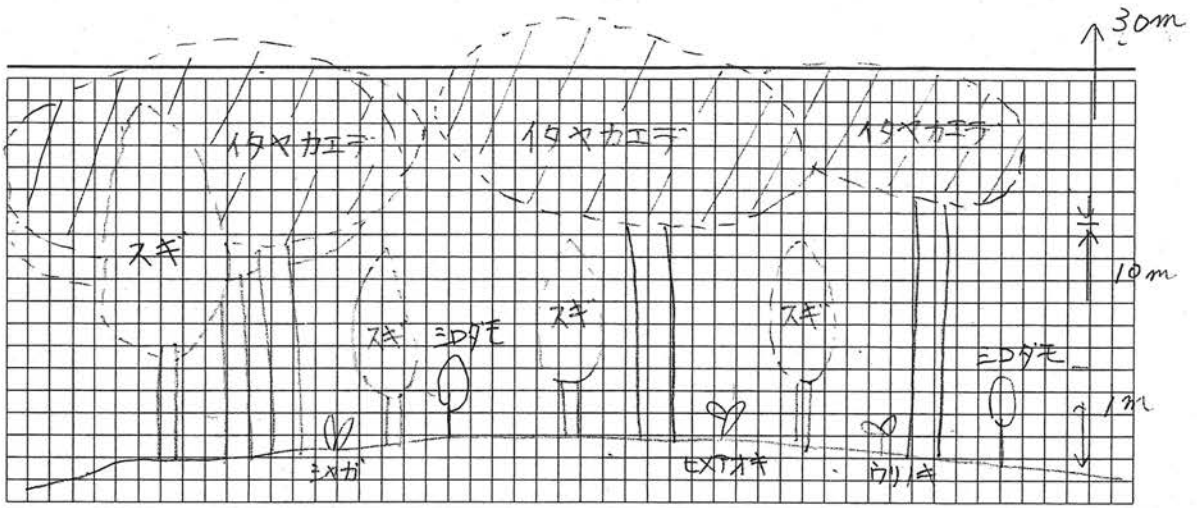 30m
イタヤカエデ
イタヤカエデ
イタヤカエデ
スギ
10m
スギ
シロダモ
スギ
スギ
シロダモ
1m
シャガ
ヒメアオキ
ウリノキ